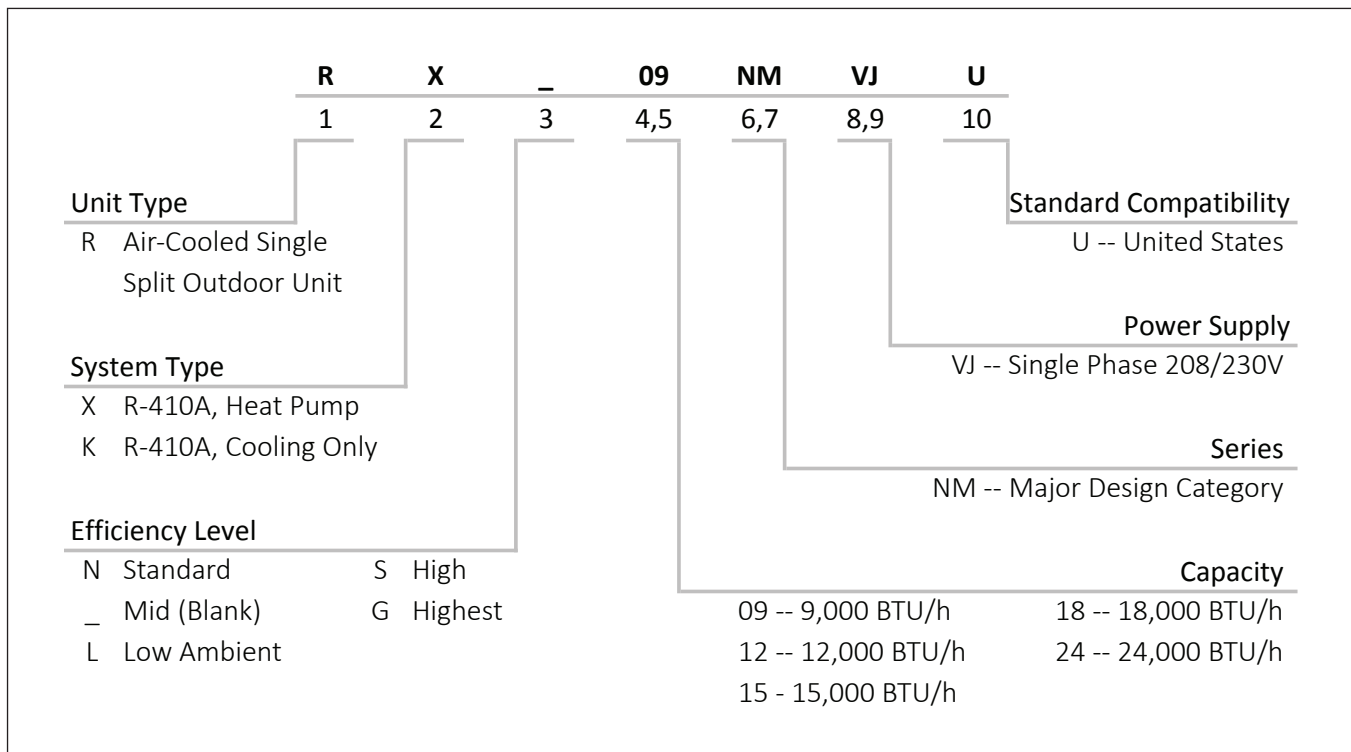 R X _ 09 NM VJ U
1 2 3 4,5 6,7 8,9 10
Unit Type
R Air-Cooled Single
Split Outdoor Unit
System Type
X R-410A, Heat Pump
K R-410A, Cooling Only
Efficiency Level
N Standard S High
_ Mid (Blank) G Highest
L Low Ambient
Standard Compatibility
U -- United States
Power Supply
VJ -- Single Phase 208/230V
Series
NM -- Major Design Category
Capacity
09 -- 9,000 BTU/h 18 -- 18,000 BTU/h
12 -- 12,000 BTU/h 24 -- 24,000 BTU/h
15 - 15,000 BTU/h